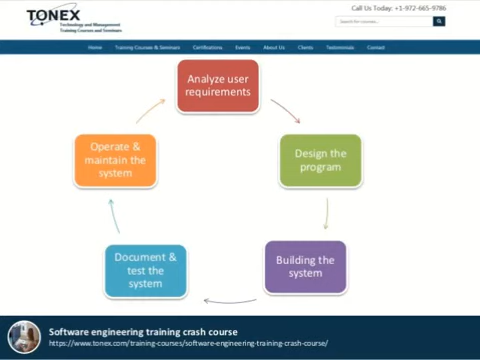 TONEX
Technology and Management
Training Courses and Seminars
Call Us Today: +1-972-665-9786
Search for courses...
Home Training Courses & Seminars Certifications Events About Us Clients Testimonials Contact
Analyze user
requirements
Operate &
maintain the
system
Design the
program
Document &
test the
system
Building the
system
Software engineering training crash course
https://www.tonex.com/training-courses/software-engineering-training-crash-course/